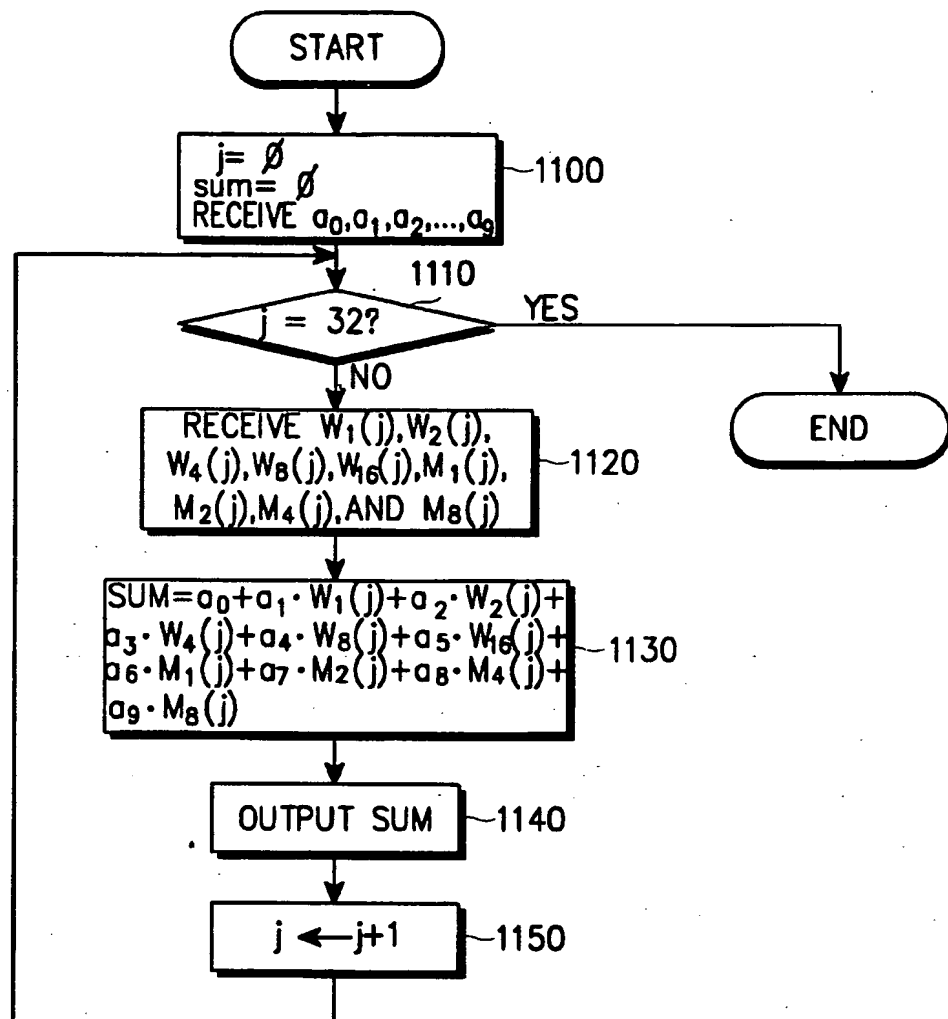 START
j= Ø
sum= Ø
RECEIVE a₀,a₁,a₂,...,a₉
1100
1110
j = 32?
YES
NO
END
RECEIVE W₁(j),W₂(j),
W₄(j),W₈(j),W₁₆(j),M₁(j),
M₂(j),M₄(j),AND M₈(j)
1120
SUM=a₀+a₁·W₁(j)+a₂·W₂(j)+
a₃·W₄(j)+a₄·W₈(j)+a₅·W₁₆(j)+
a₆·M₁(j)+a₇·M₂(j)+a₈·M₄(j)+
a₉·M₈(j)
1130
OUTPUT SUM
1140
j ← j+1
1150